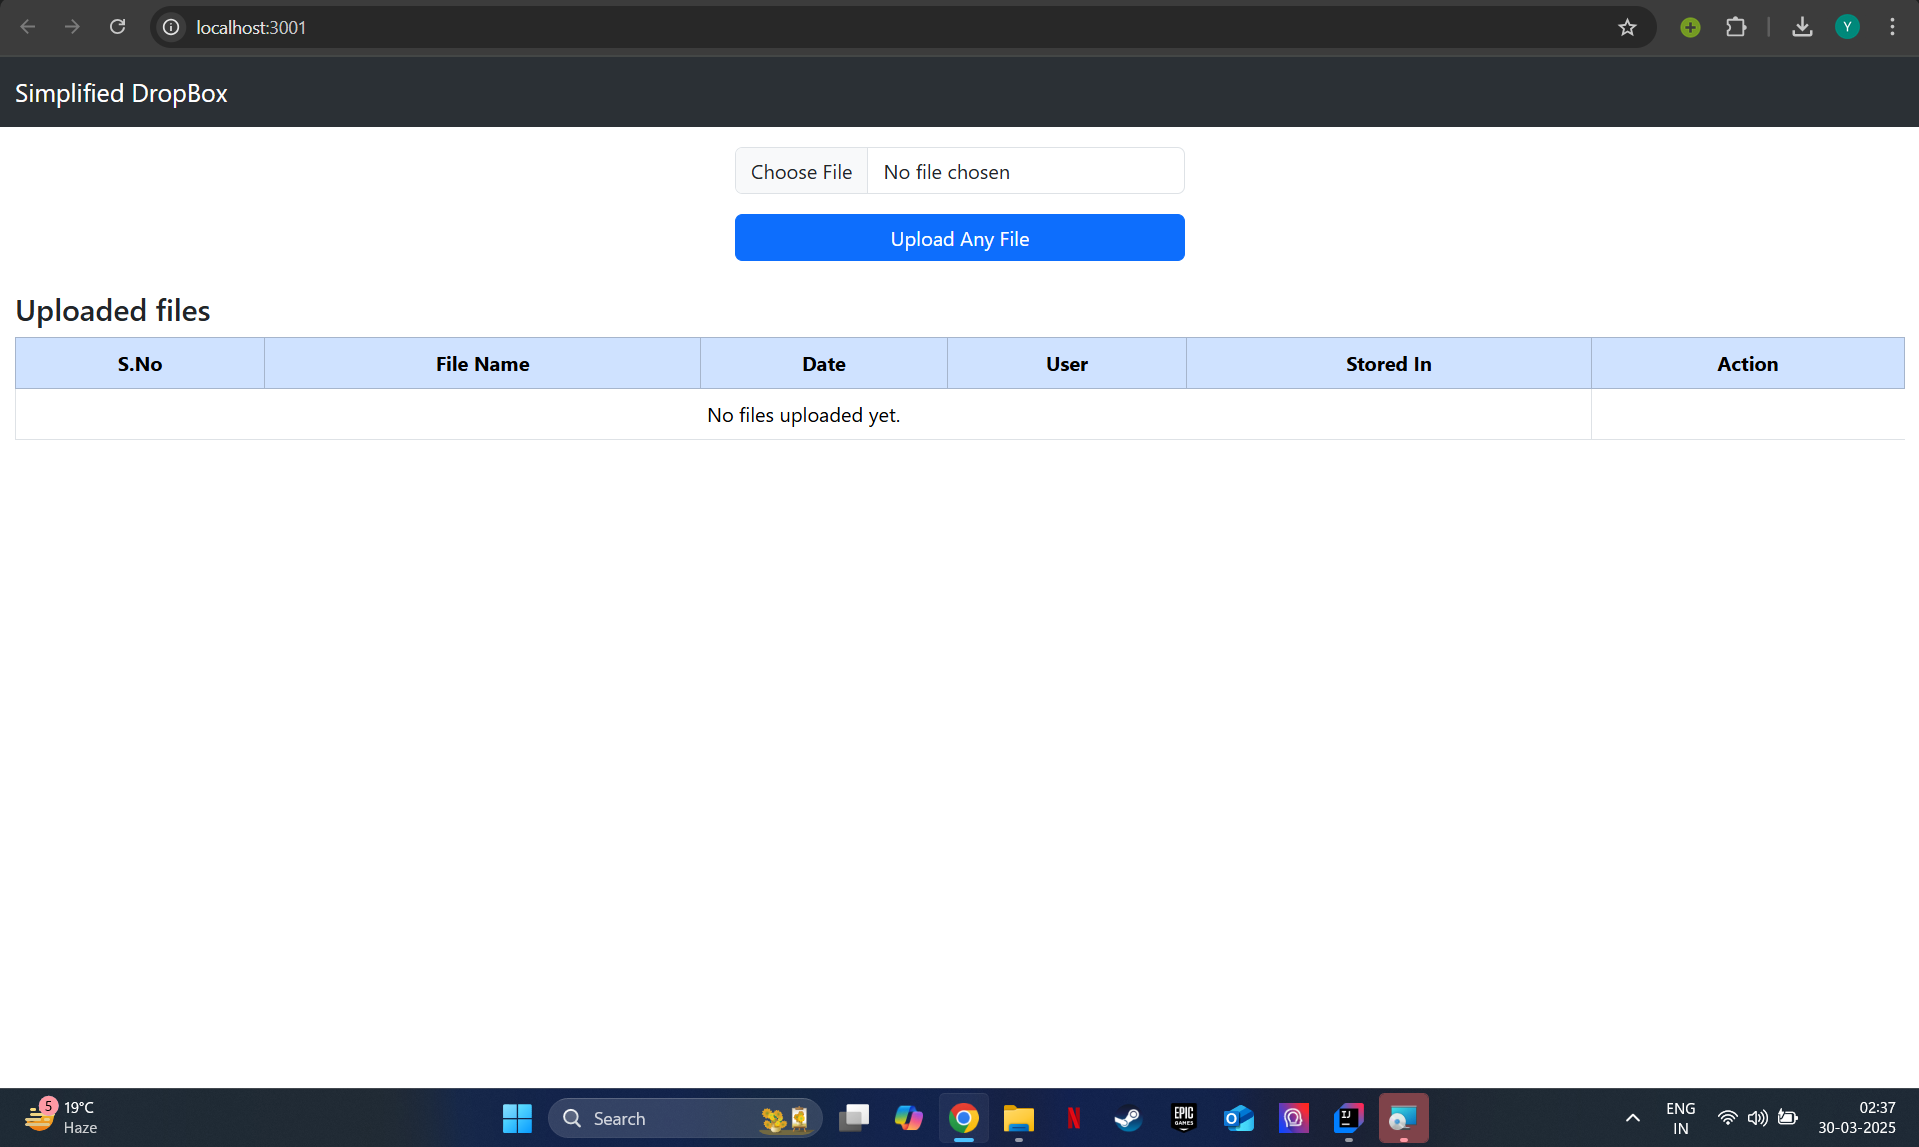 localhost:3001
Y
Simplified DropBox
Choose File No file chosen
Upload Any File
Uploaded files
S.No File Name Date User Stored In Action
No files uploaded yet.
5
19°C
Haze
Search
N
EPIC
GAMES
IJ
ENG
IN
02:37
30-03-2025